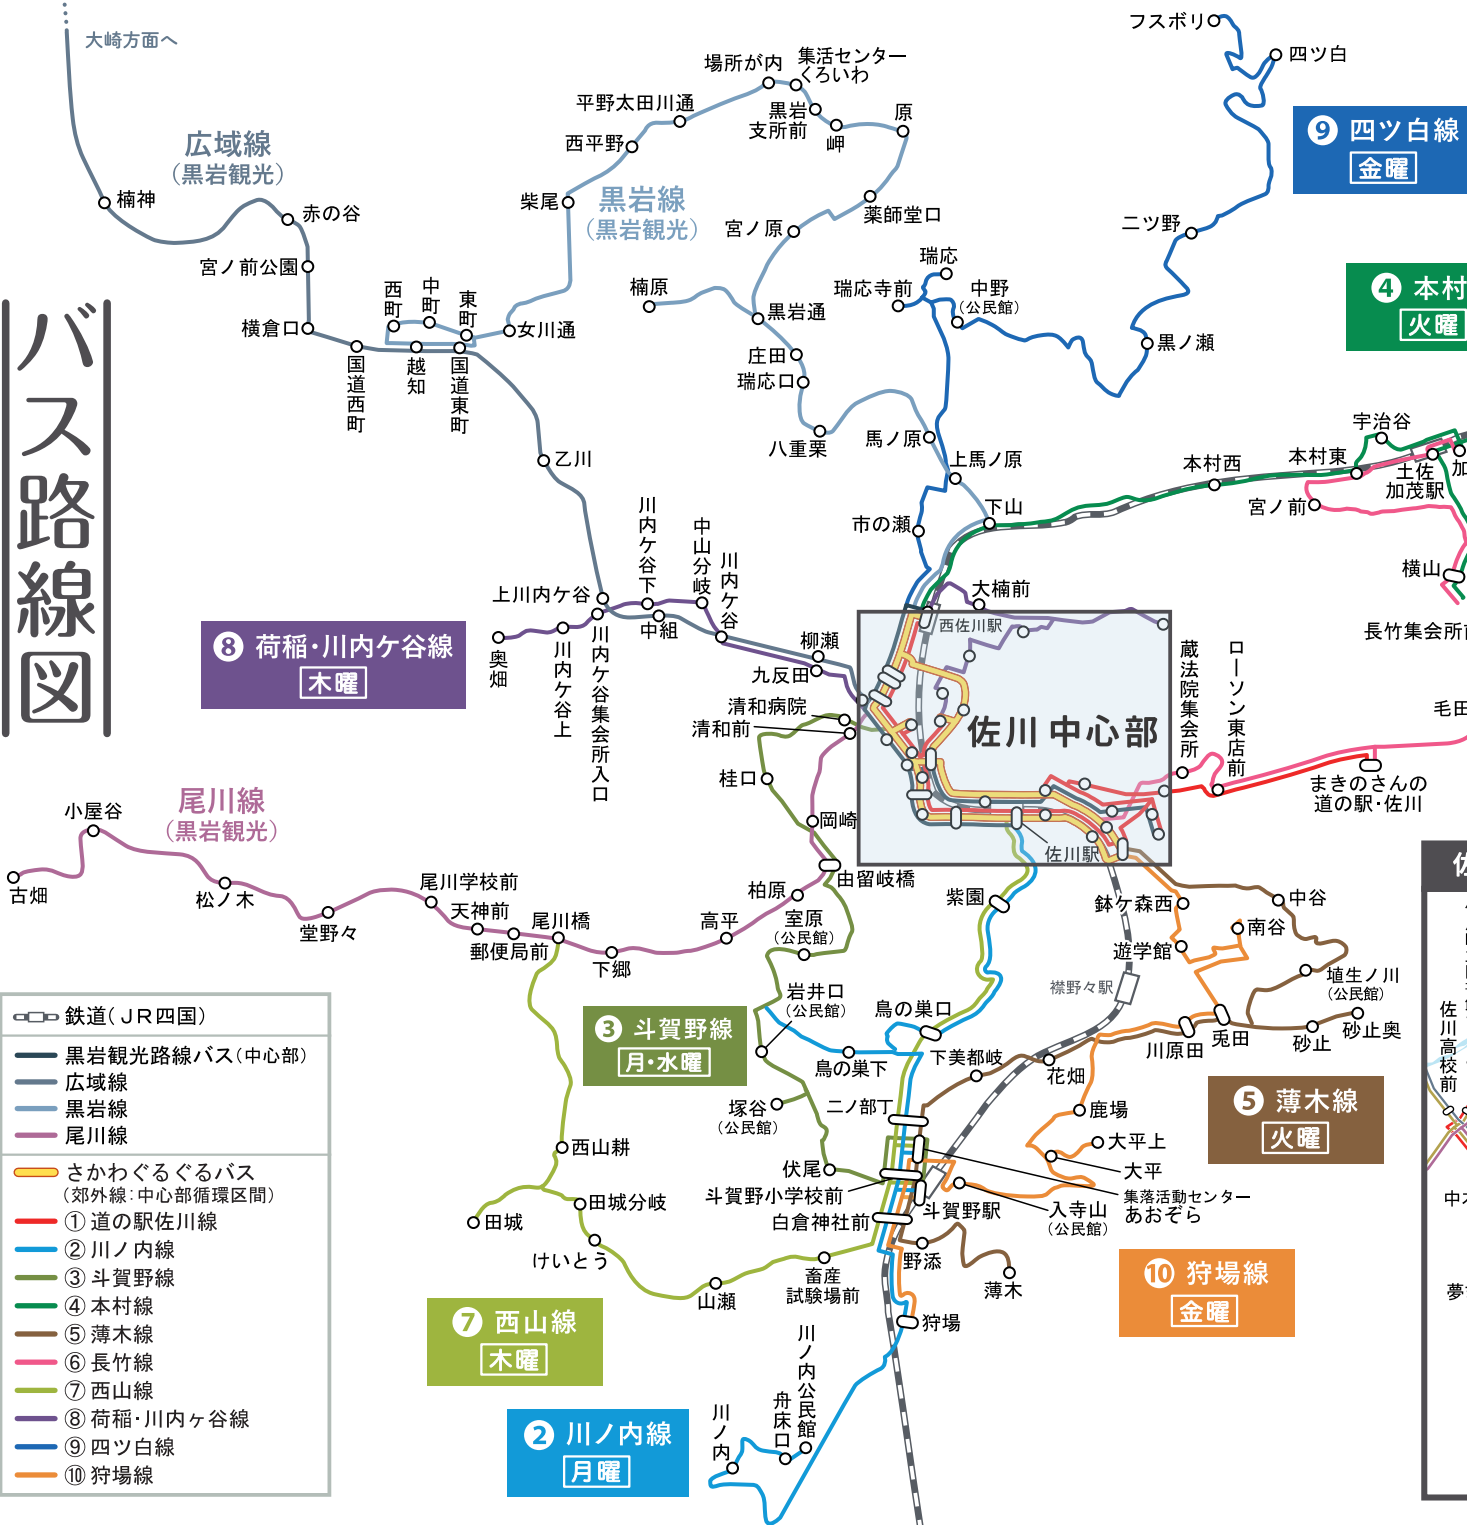 バス路線図
大崎方面へ
広域線
（黒岩観光）
楠神
赤の谷
宮ノ前公園
横倉口
国道西町
西町
中町
東町
越知
国道東町
女川通
乙川
黒岩線
（黒岩観光）
柴尾
西平野
平野太田川通
場所が内
集活センター
くろいわ
黒岩
支所前
岬
原
薬師堂口
宮ノ原
楠原
黒岩通
庄田
瑞応口
八重栗
馬ノ原
上馬ノ原
下山
市の瀬
瑞応
瑞応寺前
中野
（公民館）
フスボリ
四ツ白
二ツ野
黒ノ瀬
❾ 四ツ白線
金曜
❹ 本村
火曜
宇治谷
本村東
本村西
土佐
加茂駅
加
宮ノ前
横山
長竹集会所前
毛田
❽ 荷稲・川内ケ谷線
木曜
上川内ケ谷
奥畑
川内ケ谷上
川内ケ谷集会所入口
川内ケ谷下
中山分岐
川内ケ谷
中組
柳瀬
九反田
大楠前
西佐川駅
佐川 中心部
佐川駅
蔵法院集会所
ローソン東店前
まきのさんの
道の駅・佐川
清和病院
清和前
桂口
岡崎
由留岐橋
柏原
高平
室原
（公民館）
尾川線
（黒岩観光）
小屋谷
古畑
松ノ木
堂野々
尾川学校前
天神前
郵便局前
尾川橋
下郷
岩井口
（公民館）
❸ 斗賀野線
月・水曜
鳥の巣口
鳥の巣下
紫園
塚谷
（公民館）
伏尾
二ノ部丁
斗賀野小学校前
白倉神社前
斗賀野駅
下美都岐
花畑
鉢ケ森西
遊学館
南谷
中谷
埴生ノ川
（公民館）
砂止
砂止奥
兎田
川原田
襟野々駅
鹿場
大平上
大平
集落活動センター
あおぞら
入寺山
（公民館）
野添
薄木
狩場
❺ 薄木線
火曜
❿ 狩場線
金曜
西山耕
田城
田城分岐
けいとう
山瀬
畜産
試験場前
❼ 西山線
木曜
❷ 川ノ内線
月曜
川ノ内
舟床口
川ノ内公民館
佐
佐川高校前
中
夢
鉄道（JR四国）
黒岩観光路線バス（中心部）
広域線
黒岩線
尾川線
さかわぐるぐるバス
（郊外線：中心部循環区間）
① 道の駅佐川線
② 川ノ内線
③ 斗賀野線
④ 本村線
⑤ 薄木線
⑥ 長竹線
⑦ 西山線
⑧ 荷稲・川内ヶ谷線
⑨ 四ツ白線
⑩ 狩場線